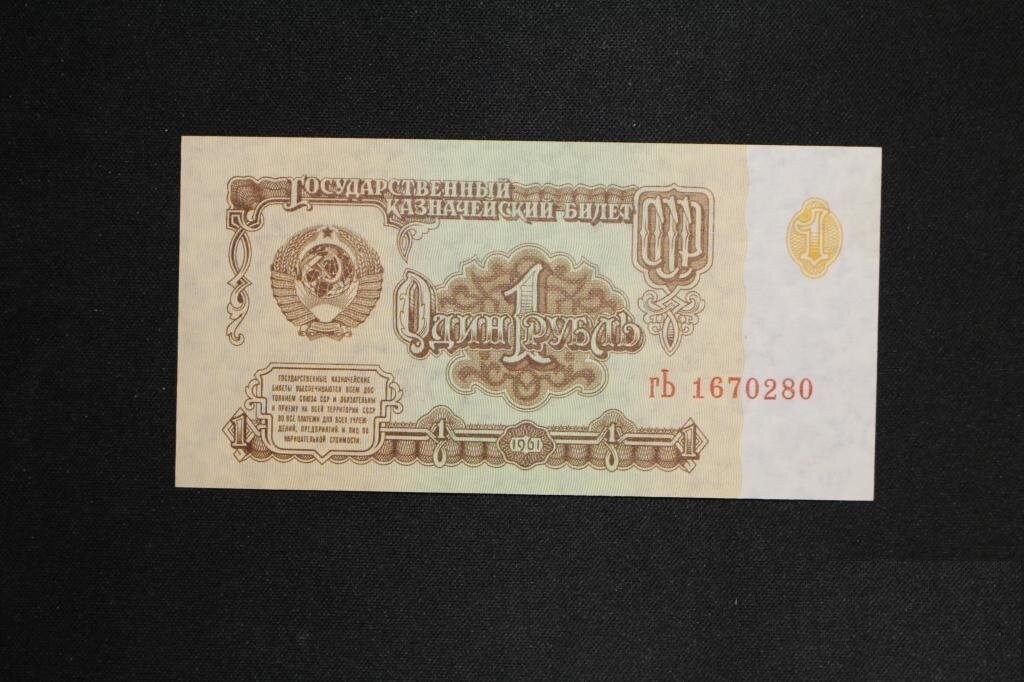 Государственный
казначейский билет
СССР
1
Один 1 рубль
гЬ 1670280
ГОСУДАРСТВЕННЫЕ КАЗНАЧЕЙСКИЕ
БИЛЕТЫ ОБЕСПЕЧИВАЮТСЯ ВСЕМ ДОС-
ТОЯНИЕМ СОЮЗА ССР И ОБЯЗАТЕЛЬНЫ
К ПРИЕМУ НА ВСЕЙ ТЕРРИТОРИИ СССР
ВО ВСЕ ПЛАТЕЖИ ДЛЯ ВСЕХ УЧРЕЖ-
ДЕНИЙ, ПРЕДПРИЯТИЙ И ЛИЦ ПО
НАРИЦАТЕЛЬНОЙ СТОИМОСТИ.
1 1 1961 1 1